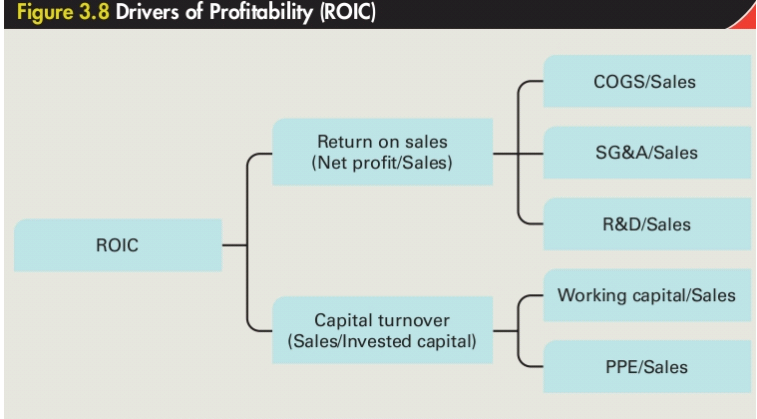 Figure 3.8 Drivers of Profitability (ROIC)
COGS/Sales
Return on sales
(Net profit/Sales)
SG&A/Sales
R&D/Sales
ROIC
Working capital/Sales
Capital turnover
(Sales/Invested capital)
PPE/Sales